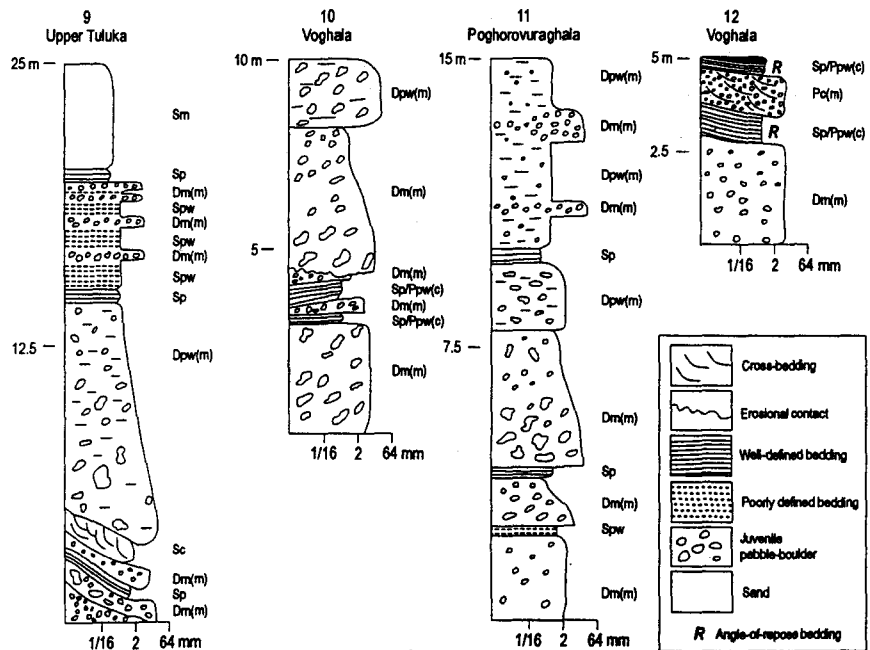 9
Upper Tuluka
25 m
12.5
Sm
Sp
Dm(m)
Spw
Dm(m)
Spw
Dm(m)
Spw
Sp
Dpw(m)
Sc
Dm(m)
Sp
Dm(m)
1/16 2 64 mm
10
Voghala
10 m
5
Dpw(m)
Dm(m)
Dm(m)
Sp/Ppw(c)
Dm(m)
Sp/Ppw(c)
Dm(m)
1/16 2 64 mm
11
Poghorovuraghala
15 m
7.5
Dpw(m)
Dm(m)
Dpw(m)
Dm(m)
Sp
Dpw(m)
Dm(m)
Sp
Dm(m)
Spw
Dm(m)
1/16 2 64 mm
12
Voghala
5 m
2.5
R
R
Sp/Ppw(c)
Pc(m)
Sp/Ppw(c)
Dm(m)
1/16 2 64 mm
Cross-bedding
Erosional contact
Well-defined bedding
Poorly defined bedding
Juvenile
pebble-boulder
Sand
R Angle-of-repose bedding